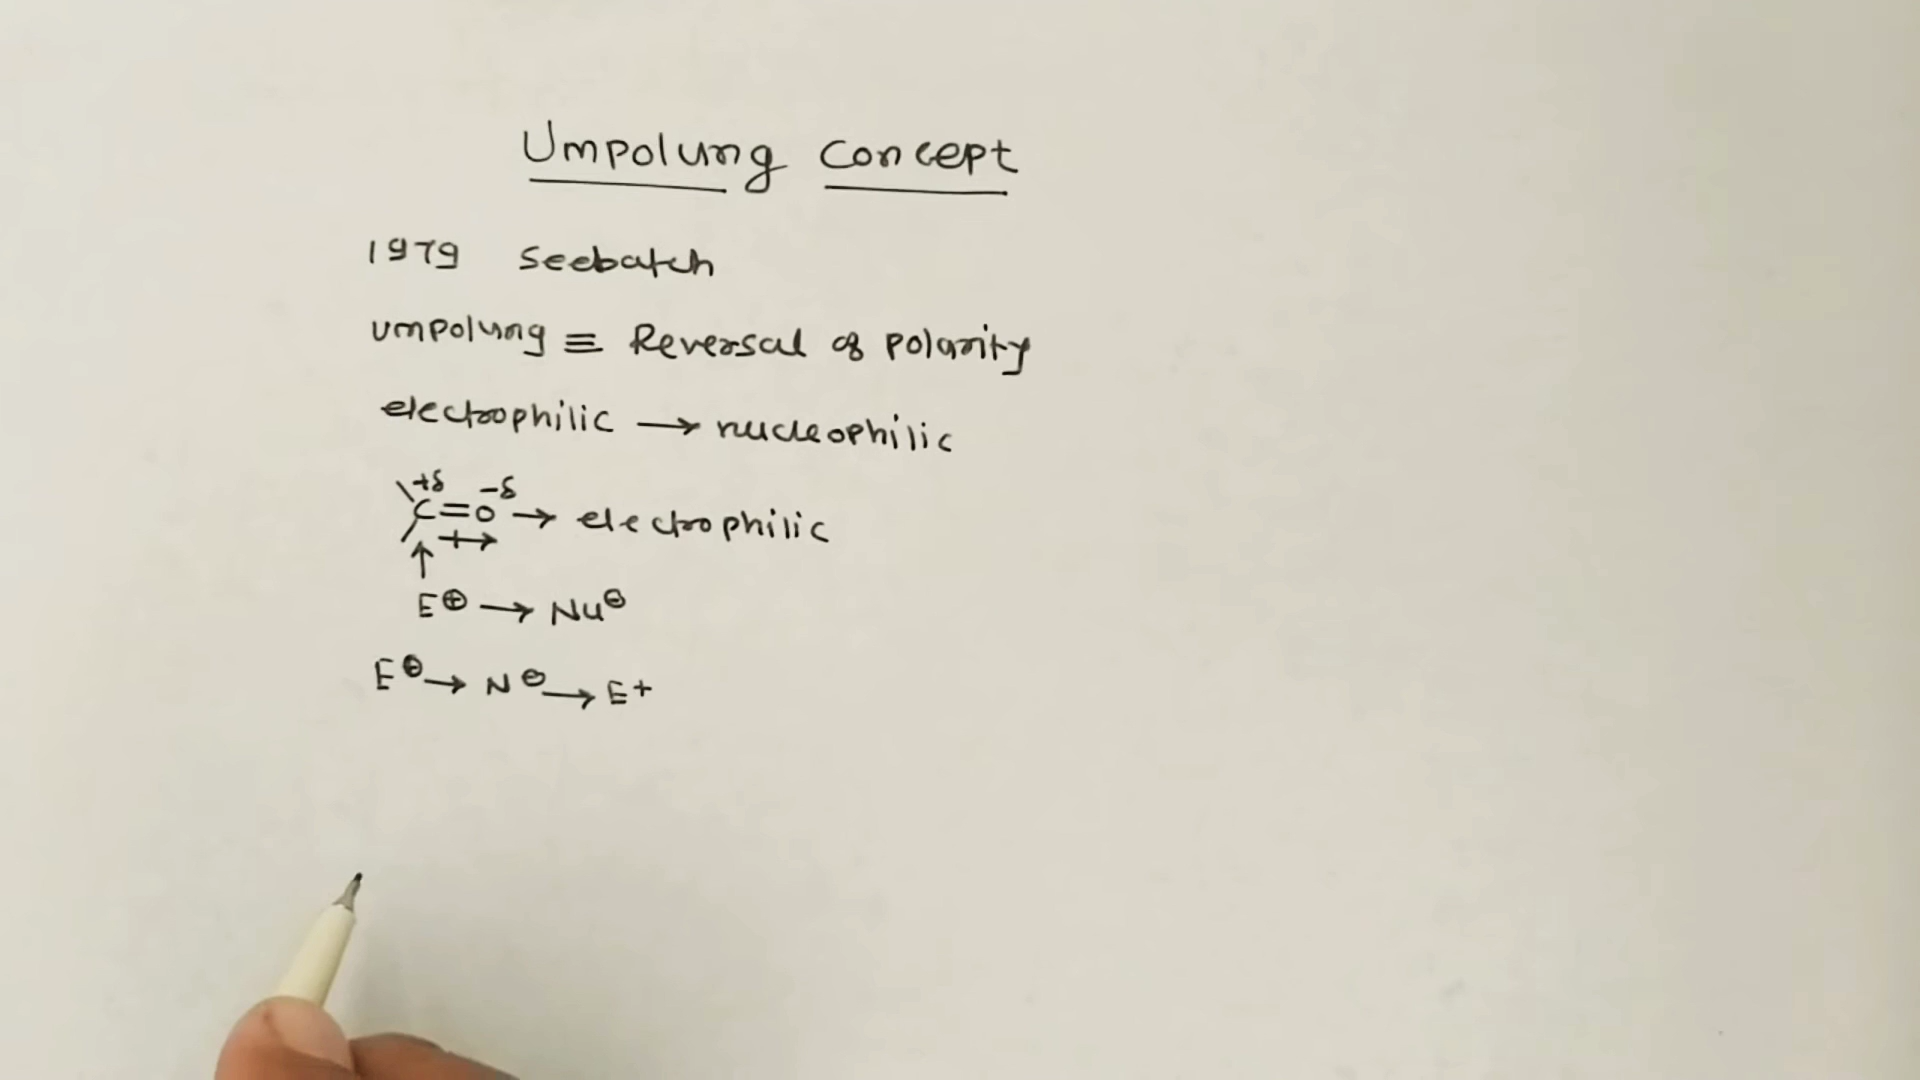 Umpolung Concept
1979 Seebatch
umpolung ≡ Reversal of polarity
electrophilic → nucleophilic
+δ -δ
C=O → electrophilic
↑
E⊕ → Nu⊖
E⊕ → N⊖ → E+